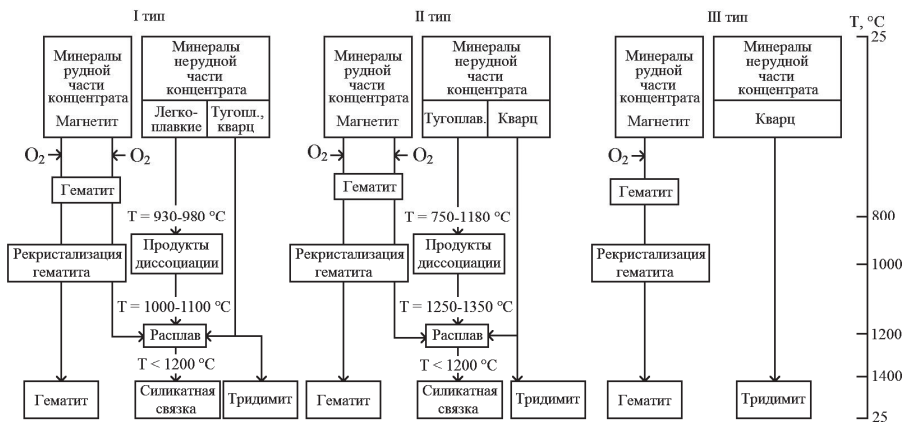 I тип
Минералы
рудной
части
концентрата
Магнетит
Минералы
нерудной
части
концентрата
Легко-
плавкие
Тугопл.,
кварц
O₂
O₂
Гематит
T = 930-980 °C
Рекристализация
гематита
Продукты
диссоциации
T = 1000-1100 °C
Расплав
T < 1200 °C
Гематит
Силикатная
связка
Тридимит
II тип
Минералы
рудной
части
концентрата
Магнетит
Минералы
нерудной
части
концентрата
Тугоплав.
Кварц
O₂
O₂
Гематит
T = 750-1180 °C
Рекристализация
гематита
Продукты
диссоциации
T = 1250-1350 °C
Расплав
T < 1200 °C
Гематит
Силикатная
связка
Тридимит
III тип
Минералы
рудной
части
концентрата
Магнетит
Минералы
нерудной
части
концентрата
Кварц
O₂
Гематит
Рекристализация
гематита
Гематит
Тридимит
T, °C
25
800
1000
1200
1400
25